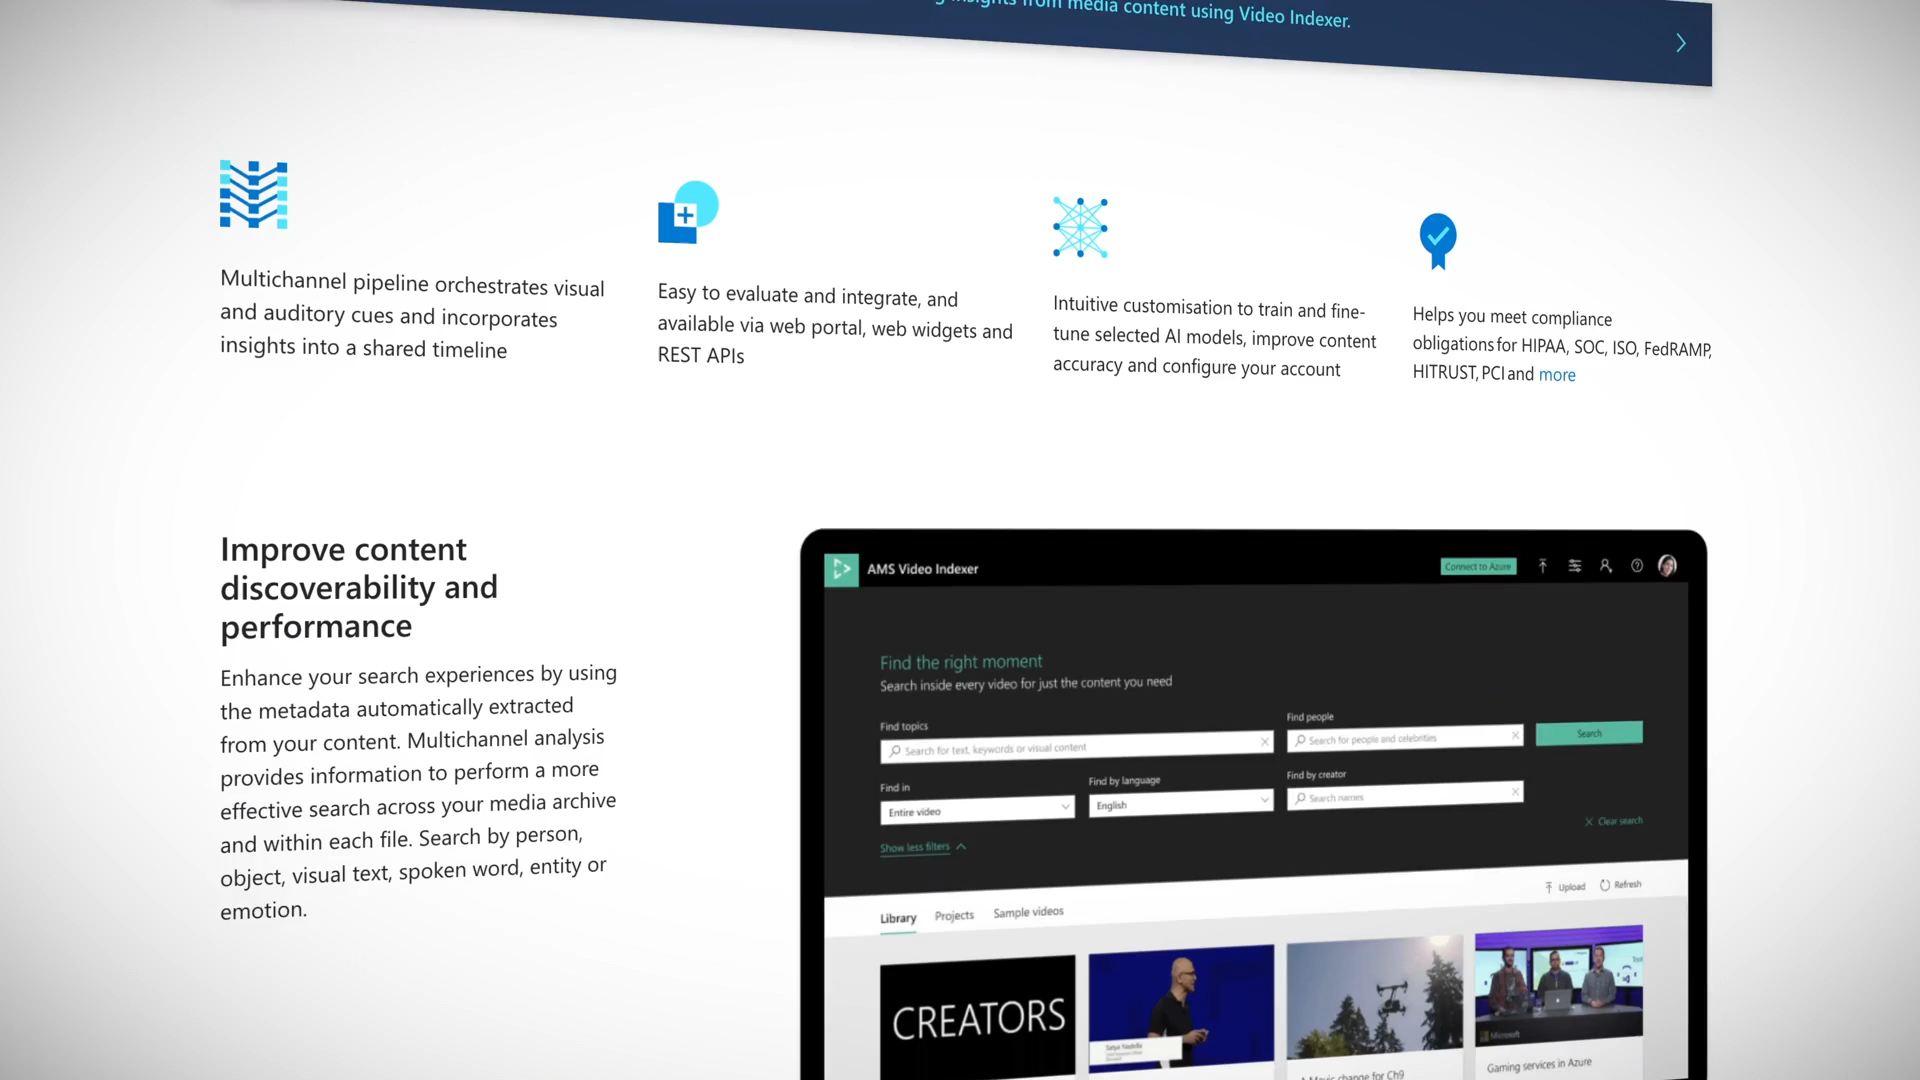 insights from media content using Video Indexer.
Multichannel pipeline orchestrates visual
and auditory cues and incorporates
insights into a shared timeline
Easy to evaluate and integrate, and
available via web portal, web widgets and
REST APIs
Intuitive customisation to train and fine-
tune selected AI models, improve content
accuracy and configure your account
Helps you meet compliance
obligations for HIPAA, SOC, ISO, FedRAMP,
HITRUST, PCI and more
Improve content
discoverability and
performance
Enhance your search experiences by using
the metadata automatically extracted
from your content. Multichannel analysis
provides information to perform a more
effective search across your media archive
and within each file. Search by person,
object, visual text, spoken word, entity or
emotion.
AMS Video Indexer
Connect to Azure
Find the right moment
Search inside every video for just the content you need
Find topics
Search for text, keywords or visual content
Find people
Search for people and celebrities
Search
Find in
Entire video
Find by language
English
Find by creator
Search names
Clear search
Show less filters
Upload
Refresh
Library
Projects
Sample videos
CREATORS
Satya Nadella
Microsoft
A Mavic change for Ch9
Gaming services in Azure